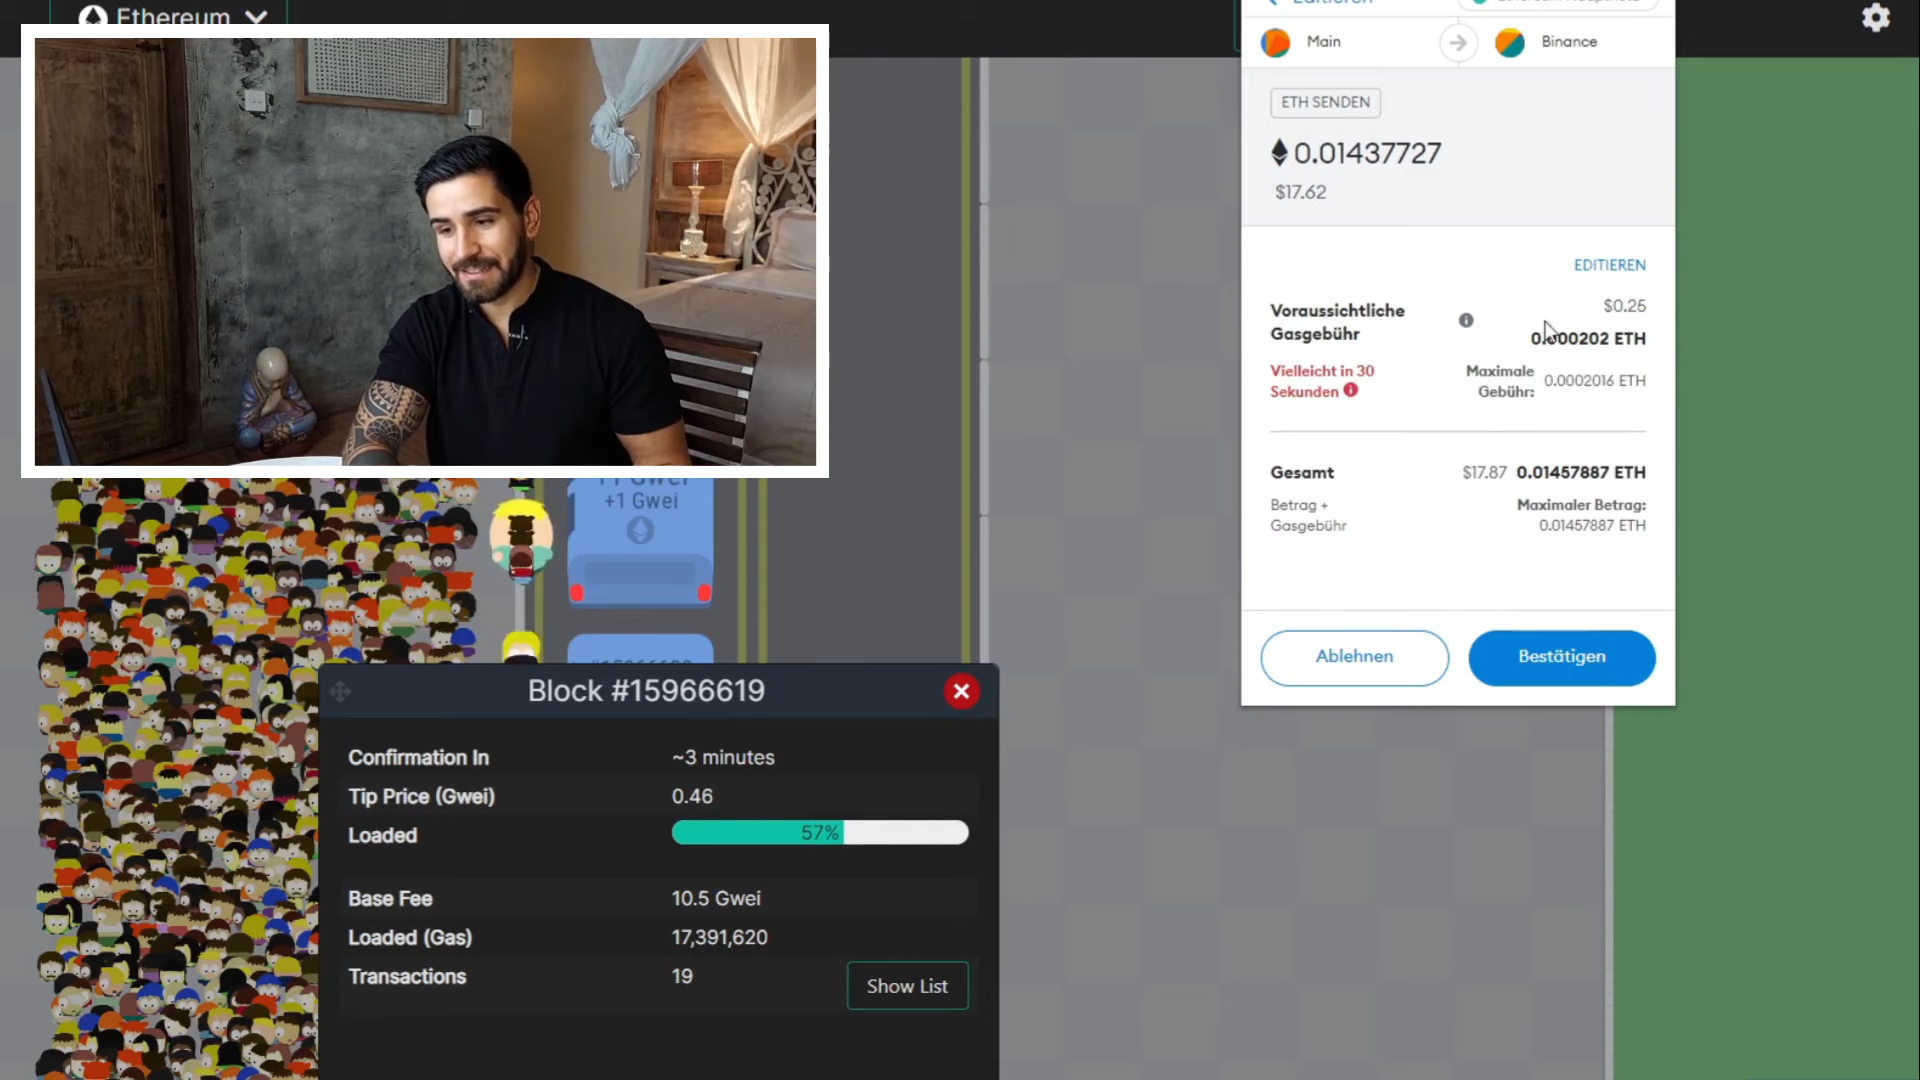 Ethereum
Editieren
Main
Binance
ETH SENDEN
0.01437727
$17.62
EDITIEREN
Voraussichtliche
Gasgebühr
$0.25
0.000202 ETH
Vielleicht in 30
Sekunden
Maximale
Gebühr:
0.0002016 ETH
Gesamt
$17.87 0.01457887 ETH
Betrag +
Gasgebühr
Maximaler Betrag:
0.01457887 ETH
Ablehnen
Bestätigen
+1 Gwei
Block #15966619
Confirmation In
~3 minutes
Tip Price (Gwei)
0.46
Loaded
57%
Base Fee
10.5 Gwei
Loaded (Gas)
17,391,620
Transactions
19
Show List